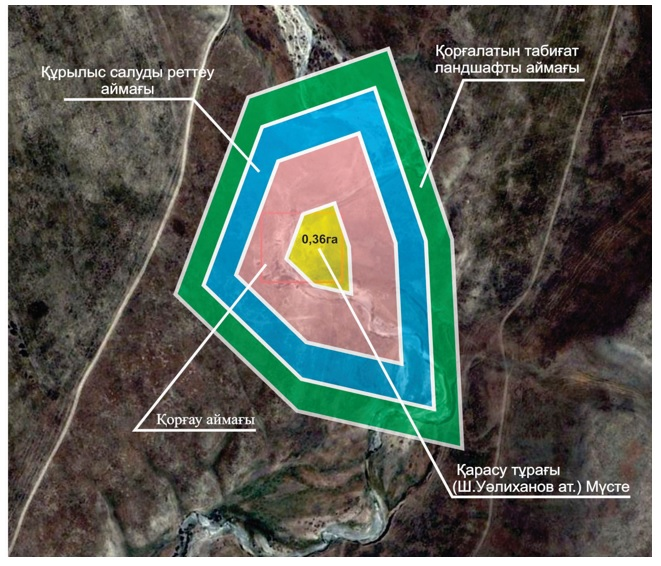 Құрылыс салуды реттеу
аймағы
Қорғалатын табиғат
ландшафты аймағы
0,36га
Қорғау аймағы
Қарасу тұрағы
(Ш.Уәлиханов ат.) Мүсте